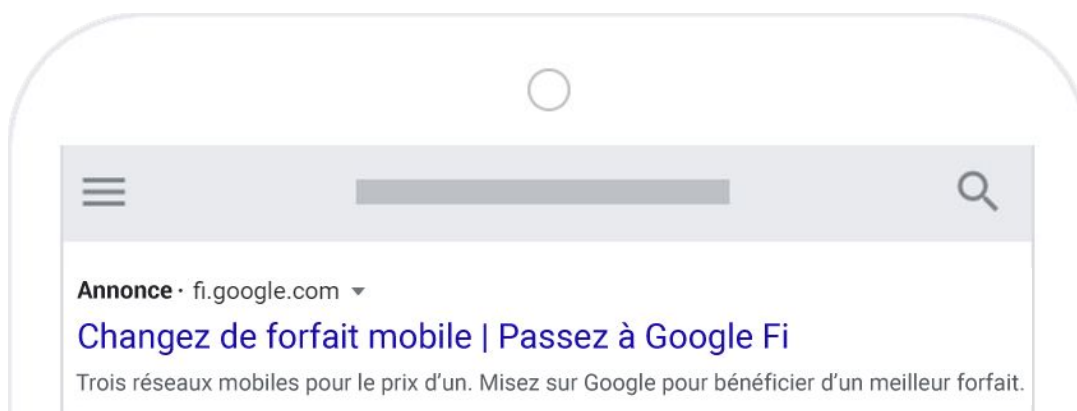 Annonce · fi.google.com
Changez de forfait mobile | Passez à Google Fi
Trois réseaux mobiles pour le prix d'un. Misez sur Google pour bénéficier d'un meilleur forfait.